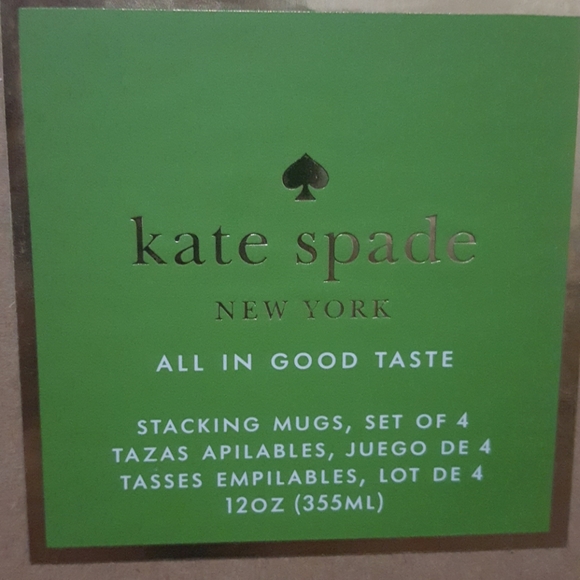 kate spade
NEW YORK
ALL IN GOOD TASTE
STACKING MUGS, SET OF 4
TAZAS APILABLES, JUEGO DE 4
TASSES EMPILABLES, LOT DE 4
12OZ (355ML)